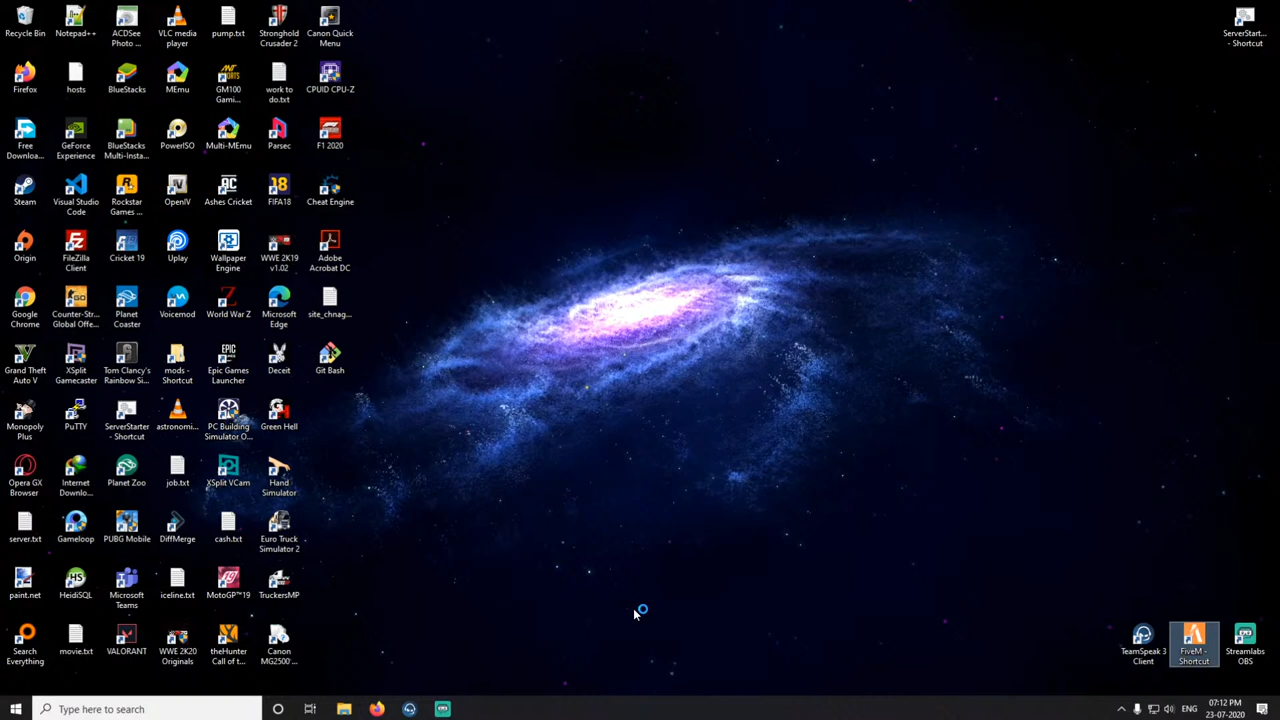 Recycle Bin
Notepad++
ACDSee
Photo ...
VLC media
player
pump.txt
Stronghold
Crusader 2
Canon Quick
Menu
ServerStart...
- Shortcut
Firefox
hosts
BlueStacks
MEmu
GM100
Gami...
work to
do.txt
CPUID CPU-Z
Free
Downloa...
GeForce
Experience
BlueStacks
Multi-Insta...
PowerISO
Multi-MEmu
Parsec
F1 2020
Steam
Visual Studio
Code
Rockstar
Games ...
OpenIV
Ashes Cricket
FIFA18
Cheat Engine
Origin
FileZilla
Client
Cricket 19
Uplay
Wallpaper
Engine
WWE 2K19
v1.02
Adobe
Acrobat DC
Google
Chrome
Counter-Str...
Global Offe...
Planet
Coaster
Voicemod
World War Z
Microsoft
Edge
site_chnag...
Grand Theft
Auto V
XSplit
Gamecaster
Tom Clancy's
Rainbow Si...
mods -
Shortcut
Epic Games
Launcher
Deceit
Git Bash
Monopoly
Plus
PuTTY
ServerStarter
- Shortcut
astronomi...
PC Building
Simulator O...
Green Hell
Opera GX
Browser
Internet
Downlo...
Planet Zoo
job.txt
XSplit VCam
Hand
Simulator
server.txt
Gameloop
PUBG Mobile
DiffMerge
cash.txt
Euro Truck
Simulator 2
paint.net
HeidiSQL
Microsoft
Teams
iceline.txt
MotoGP™19
TruckersMP
Search
Everything
movie.txt
VALORANT
WWE 2K20
Originals
theHunter
Call of t...
Canon
MG2500 ...
TeamSpeak 3
Client
FiveM -
Shortcut
Streamlabs
OBS
Type here to search
ENG
07:12 PM
23-07-2020